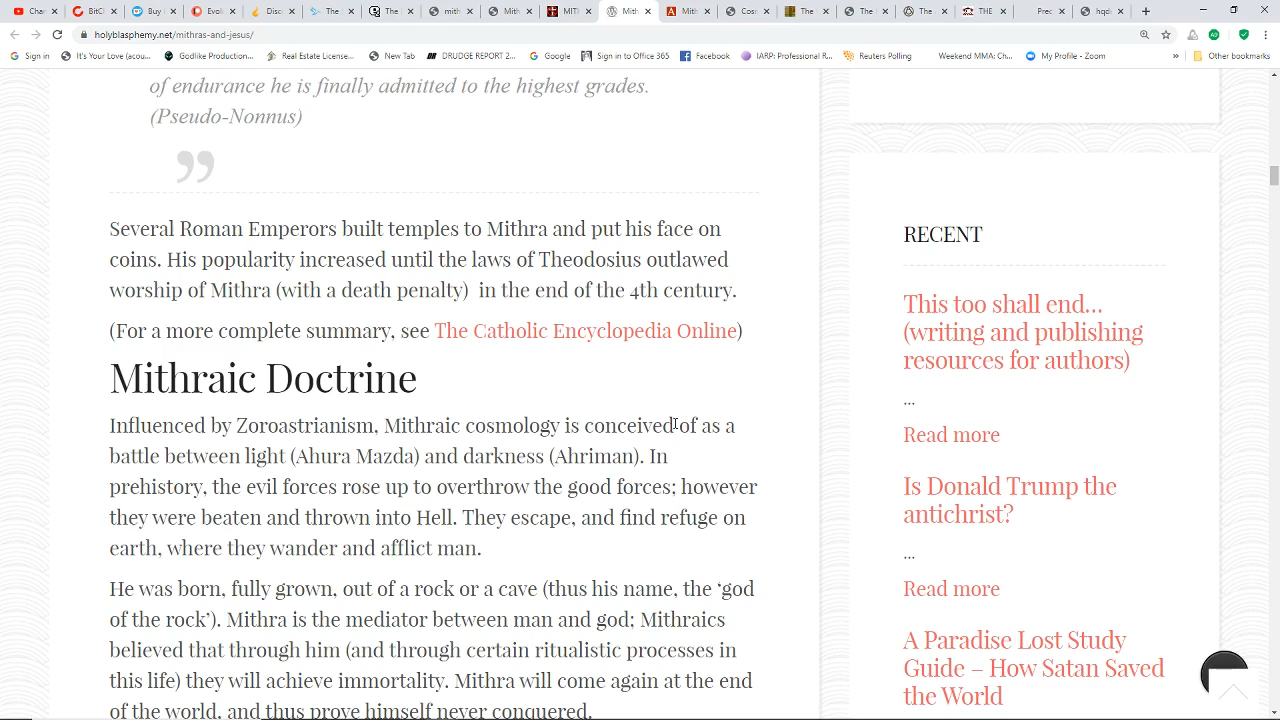 Mith
Cos
The
holyblasphemy.net/mithras-and-jesus/
Sign in
It's Your Last Chanc
Godlike Production
Real Estate License
New Tab
FTMO
Google
Sign in to Office 365
Facebook
IARP: Professional
Reuters Polling
Weekend MMA: Ch...
My Profile - Zoom
»
Other bookmarks
of endurance he is finally admitted to the highest grades.
(Pseudo-Nonnus)
”
Several Roman Emperors built temples to Mithra and put his face on
coins. His popularity increased until the laws of Theodosius outlawed
worship of Mithra (with a death penalty) in the end of the 4th century.
(For a more complete summary, see The Catholic Encyclopedia Online)
Mithraic Doctrine
Influenced by Zoroastrianism, Mithraic cosmology is conceived of as a
battle between light (Ahura Mazda) and darkness (Ahriman). In
prehistory, the evil forces rose up to overthrow the good forces; however
they were beaten and thrown into Hell. They escape, and find refuge on
earth, where they wander and afflict man.
He was born, fully grown, out of a rock or a cave (thus his name, the ‘god
of the rock’). Mithra is the mediator between man and god; Mithraics
believed that through him (and through certain ritualistic processes in
life) they will achieve immortality. Mithra will come again at the end
world, and will prove himself never conquered.
RECENT
This too shall end...
(writing and publishing
resources for authors)
...
Read more
Is Donald Trump the
antichrist?
...
Read more
A Paradise Lost Study
Guide – How Satan Saved
the World